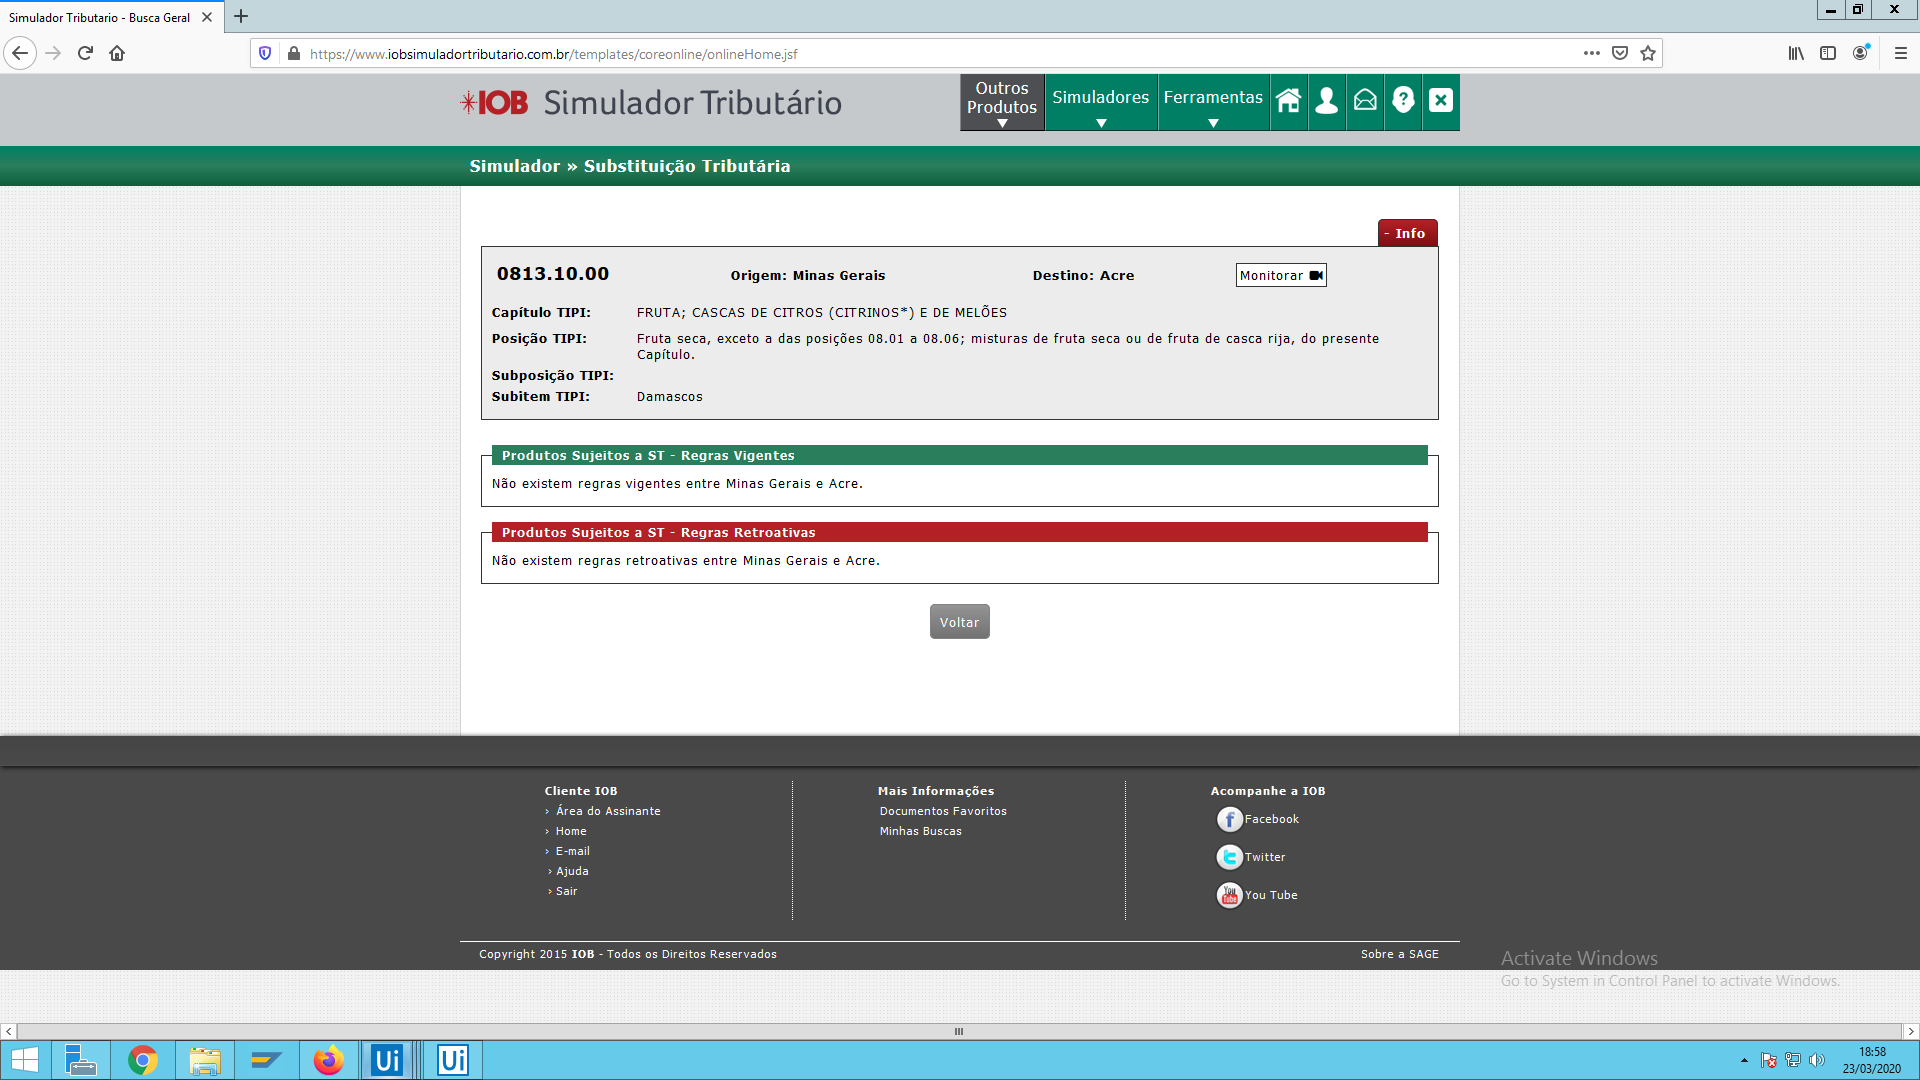 Simulador Tributario - Busca Geral
https://www.iobsimuladortributario.com.br/templates/coreonline/onlineHome.jsf
IOB Simulador Tributário
Outros Produtos
Simuladores
Ferramentas
Simulador » Substituição Tributária
- Info
0813.10.00
Origem: Minas Gerais
Destino: Acre
Monitorar
Capítulo TIPI: FRUTA; CASCAS DE CITROS (CITRINOS*) E DE MELÕES
Posição TIPI: Fruta seca, exceto a das posições 08.01 a 08.06; misturas de fruta seca ou de fruta de casca rija, do presente
Capítulo.
Subposição TIPI:
Subitem TIPI: Damascos
Produtos Sujeitos a ST - Regras Vigentes
Não existem regras vigentes entre Minas Gerais e Acre.
Produtos Sujeitos a ST - Regras Retroativas
Não existem regras retroativas entre Minas Gerais e Acre.
Voltar
Cliente IOB
› Área do Assinante
› Home
› E-mail
› Ajuda
› Sair
Mais Informações
Documentos Favoritos
Minhas Buscas
Acompanhe a IOB
Facebook
Twitter
You Tube
Copyright 2015 IOB - Todos os Direitos Reservados
Sobre a SAGE
Activate Windows
Go to System in Control Panel to activate Windows.
Ui
Ui
18:58
23/03/2020